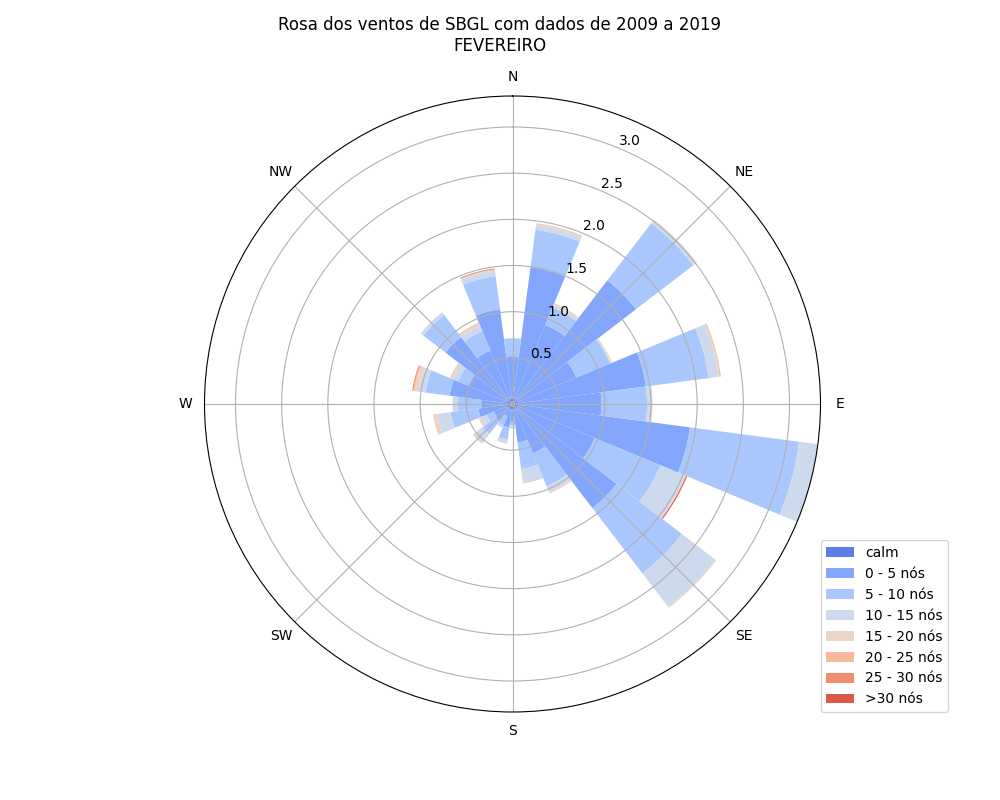 Rosa dos ventos de SBGL com dados de 2009 a 2019
FEVEREIRO
N
NE
E
SE
S
SW
W
NW
3.0
2.5
2.0
1.5
1.0
0.5
calm
0 - 5 nós
5 - 10 nós
10 - 15 nós
15 - 20 nós
20 - 25 nós
25 - 30 nós
>30 nós